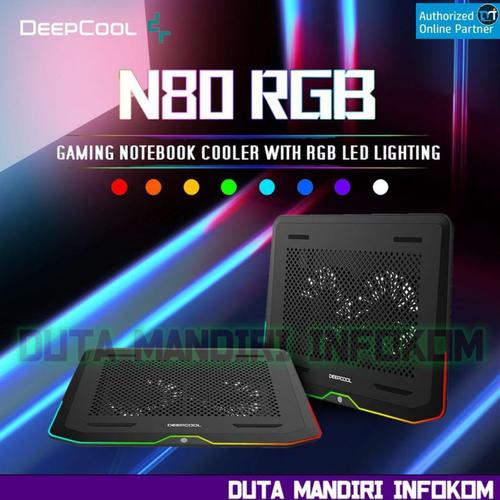 DEEPCOOL
Authorized
Online Partner
N80 RGB
GAMING NOTEBOOK COOLER WITH RGB LED LIGHTING
DUTA MANDIRI INFOKOM
DEEPCOOL
DEEPCOOL
DUTA MANDIRI INFOKOM